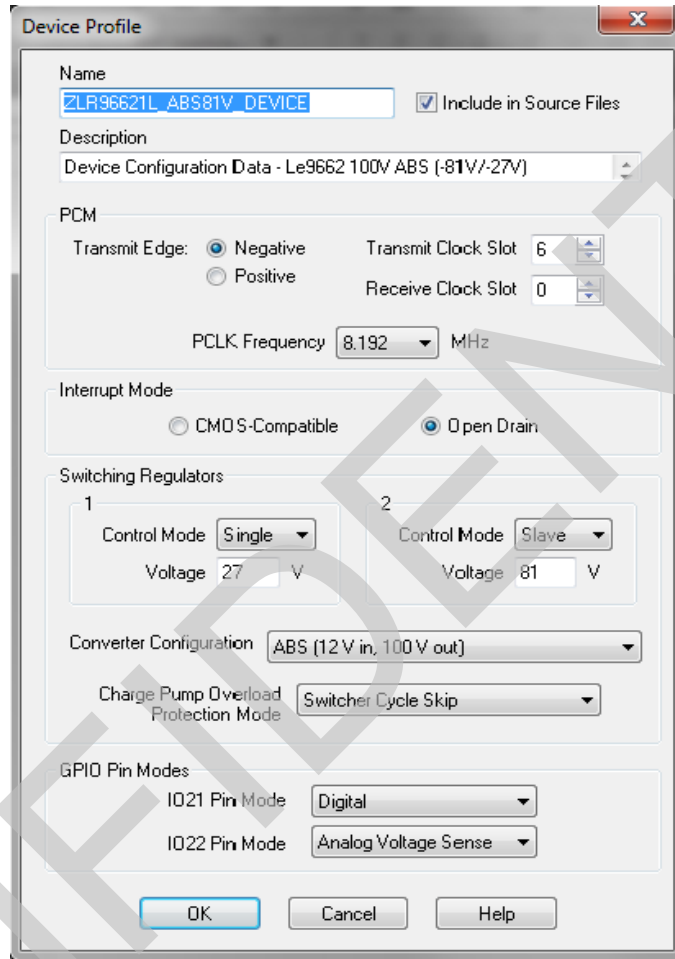 Device Profile
Name
ZLR96621L_ABS81V_DEVICE
Include in Source Files
Description
Device Configuration Data - Le9662 100V ABS (-81V/-27V)
PCM
Transmit Edge: Negative Transmit Clock Slot 6
Positive Receive Clock Slot 0
PCLK Frequency 8.192 MHz
Interrupt Mode
CMOS-Compatible Open Drain
Switching Regulators
1 2
Control Mode Single Control Mode Slave
Voltage 27 V Voltage 81 V
Converter Configuration ABS (12 V in, 100 V out)
Charge Pump Overload
Protection Mode Switcher Cycle Skip
GPIO Pin Modes
IO21 Pin Mode Digital
IO22 Pin Mode Analog Voltage Sense
OK Cancel Help